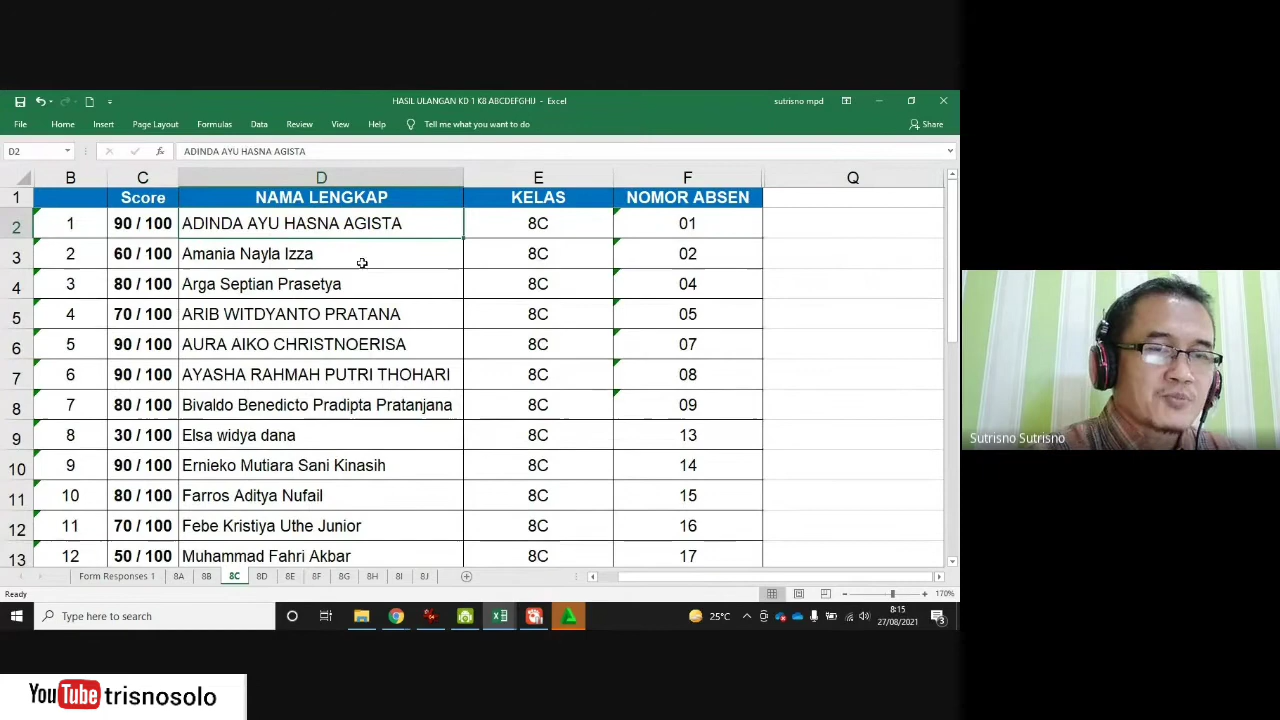 HASIL ULANGAN KD 1 K8 ABCDEFGHIJ - Excel
sutrisno mpd
File Home Insert Page Layout Formulas Data Review View Help Tell me what you want to do Share
D2 fx ADINDA AYU HASNA AGISTA
B C D E F Q
1 Score NAMA LENGKAP KELAS NOMOR ABSEN
2 1 90 / 100 ADINDA AYU HASNA AGISTA 8C 01
3 2 60 / 100 Amania Nayla Izza 8C 02
4 3 80 / 100 Arga Septian Prasetya 8C 04
5 4 70 / 100 ARIB WITDYANTO PRATANA 8C 05
6 5 90 / 100 AURA AIKO CHRISTNOERISA 8C 07
7 6 90 / 100 AYASHA RAHMAH PUTRI THOHARI 8C 08
8 7 80 / 100 Bivaldo Benedicto Pradipta Pratanjana 8C 09
9 8 30 / 100 Elsa widya dana 8C 13
10 9 90 / 100 Ernieko Mutiara Sani Kinasih 8C 14
11 10 80 / 100 Farros Aditya Nufail 8C 15
12 11 70 / 100 Febe Kristiya Uthe Junior 8C 16
13 12 50 / 100 Muhammad Fahri Akbar 8C 17
Form Responses 1 8A 8B 8C 8D 8E 8F 8G 8H 8I 8J
Ready 170%
Type here to search 25°C 8:15
27/08/2021 3
Sutrisno Sutrisno
YouTube trisnosolo